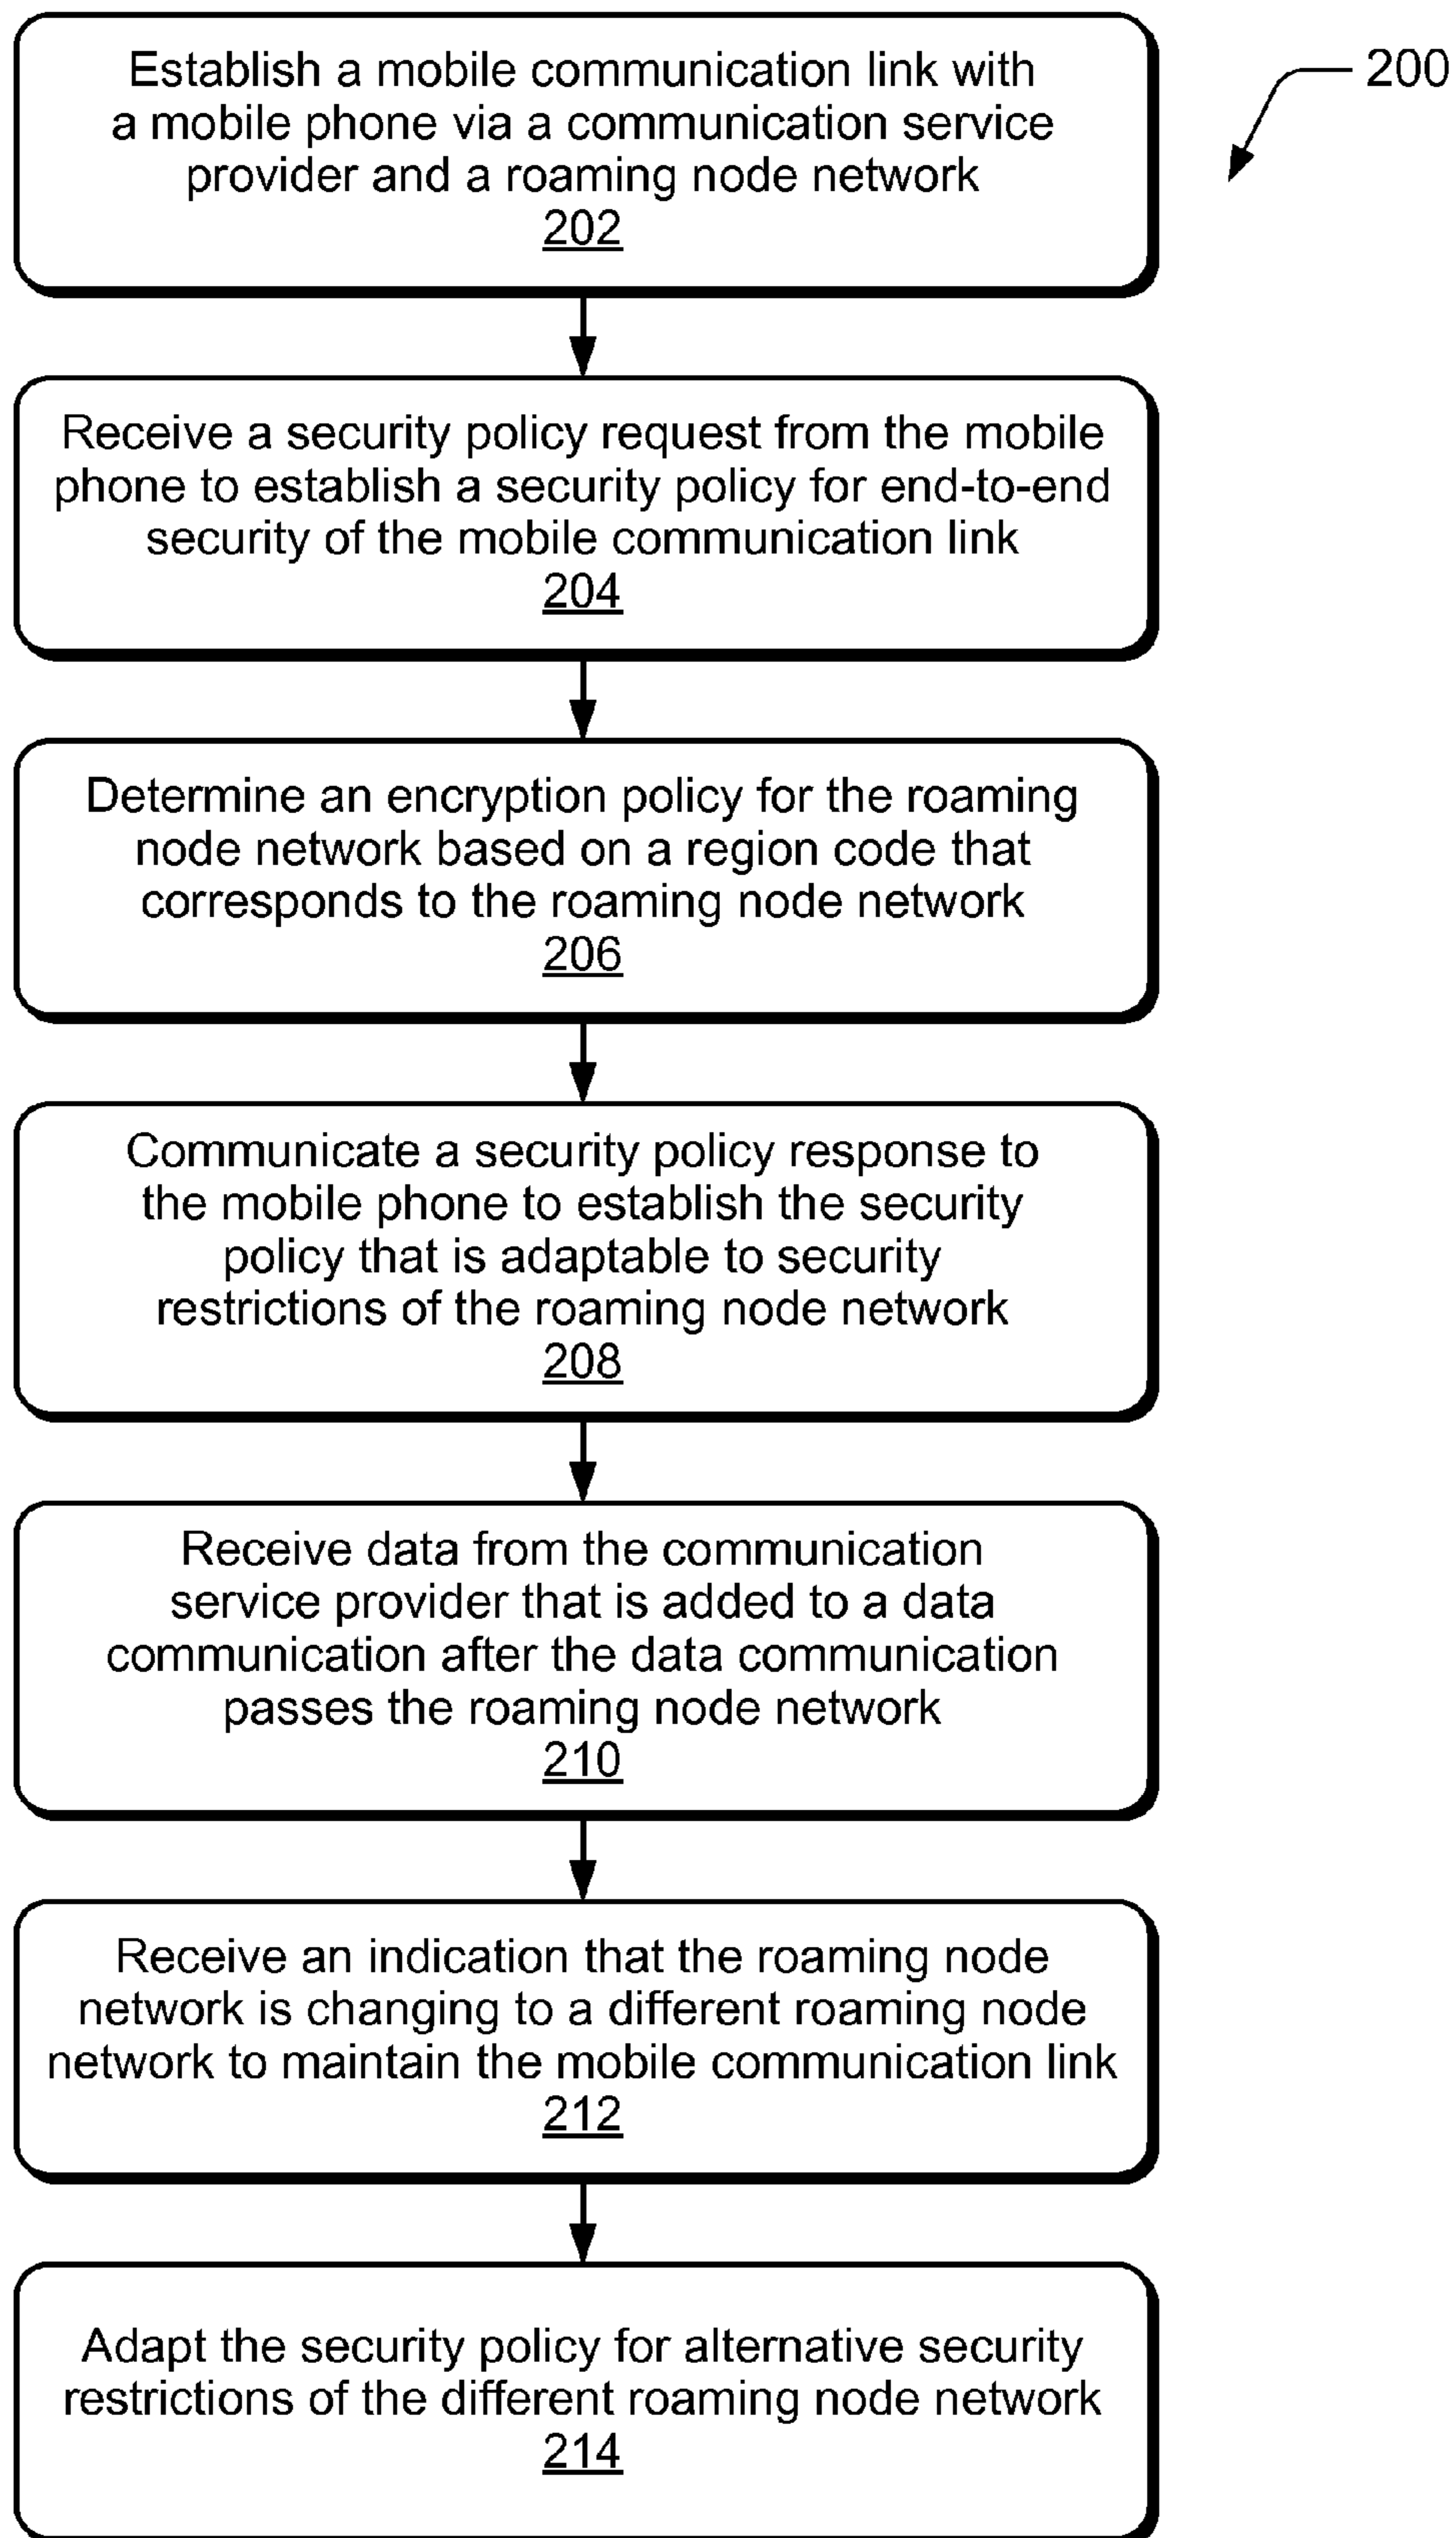 Establish a mobile communication link with
a mobile phone via a communication service
provider and a roaming node network
202
200
Receive a security policy request from the mobile
phone to establish a security policy for end-to-end
security of the mobile communication link
204
Determine an encryption policy for the roaming
node network based on a region code that
corresponds to the roaming node network
206
Communicate a security policy response to
the mobile phone to establish the security
policy that is adaptable to security
restrictions of the roaming node network
208
Receive data from the communication
service provider that is added to a data
communication after the data communication
passes the roaming node network
210
Receive an indication that the roaming node
network is changing to a different roaming node
network to maintain the mobile communication link
212
Adapt the security policy for alternative security
restrictions of the different roaming node network
214